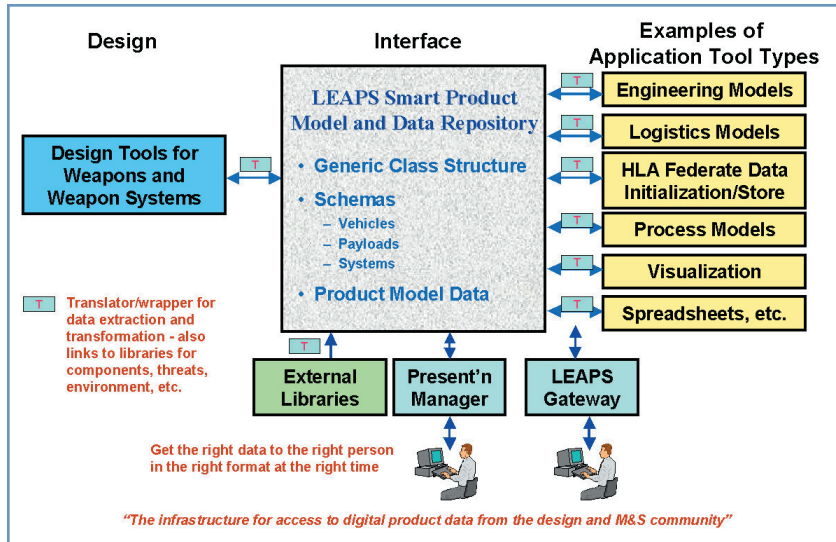 Design
Interface
Examples of
Application Tool Types
LEAPS Smart Product
Model and Data Repository
• Generic Class Structure
• Schemas
– Vehicles
– Payloads
– Systems
• Product Model Data
Design Tools for
Weapons and
Weapon Systems
T
T
Engineering Models
T
Logistics Models
T
HLA Federate Data
Initialization/Store
T
Process Models
T
Visualization
T
Spreadsheets, etc.
T
Translator/wrapper for
data extraction and
transformation - also
links to libraries for
components, threats,
environment, etc.
T
External
Libraries
Present'n
Manager
LEAPS
Gateway
Get the right data to the right person
in the right format at the right time
“The infrastructure for access to digital product data from the design and M&S community”